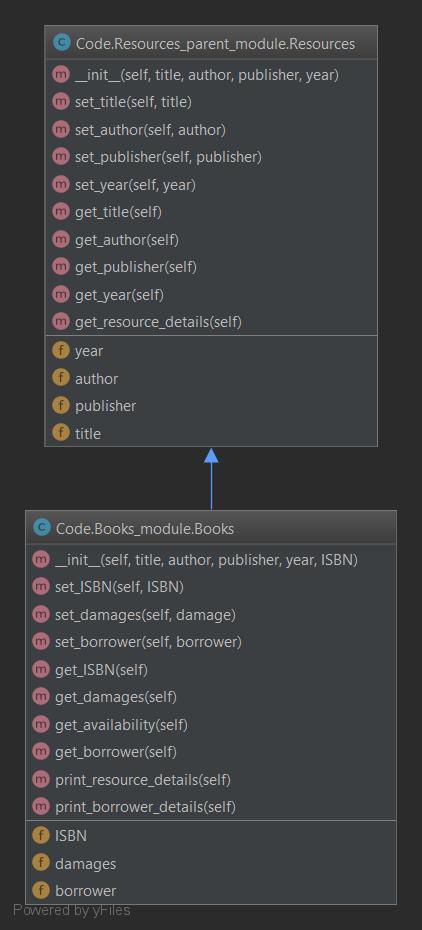 C Code.Resources_parent_module.Resources
m __init__(self, title, author, publisher, year)
m set_title(self, title)
m set_author(self, author)
m set_publisher(self, publisher)
m set_year(self, year)
m get_title(self)
m get_author(self)
m get_publisher(self)
m get_year(self)
m get_resource_details(self)
f year
f author
f publisher
f title
C Code.Books_module.Books
m __init__(self, title, author, publisher, year, ISBN)
m set_ISBN(self, ISBN)
m set_damages(self, damage)
m set_borrower(self, borrower)
m get_ISBN(self)
m get_damages(self)
m get_availability(self)
m get_borrower(self)
m print_resource_details(self)
m print_borrower_details(self)
f ISBN
f damages
f borrower
Powered by yFiles